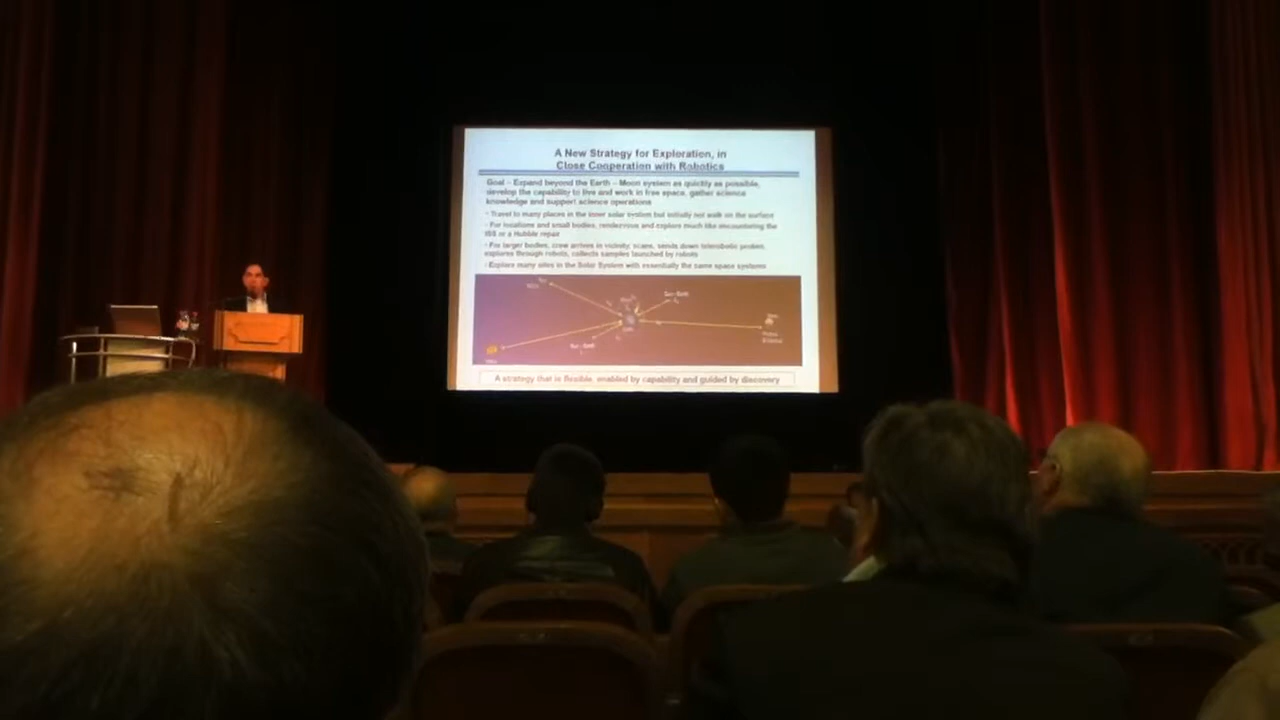 A New Strategy for Exploration, in
Close Cooperation with Robotics
Goal – Expand beyond the Earth – Moon system as quickly as possible,
develop the capability to live and work in free space, gather science
knowledge and support science operations
· Travel to many places in the inner solar system but initially not walk on the surface
· For locations and small bodies, rendezvous and explore much like encountering the
ISS or a Hubble repair
· For larger bodies, crew arrives in vicinity, scans, sends down telerobotic probes,
explores through robots, collects samples launched by robots
· Explore many sites in the Solar System with essentially the same space systems
Sun - Earth
Sun - Earth
A strategy that is flexible, enabled by capability and guided by discovery